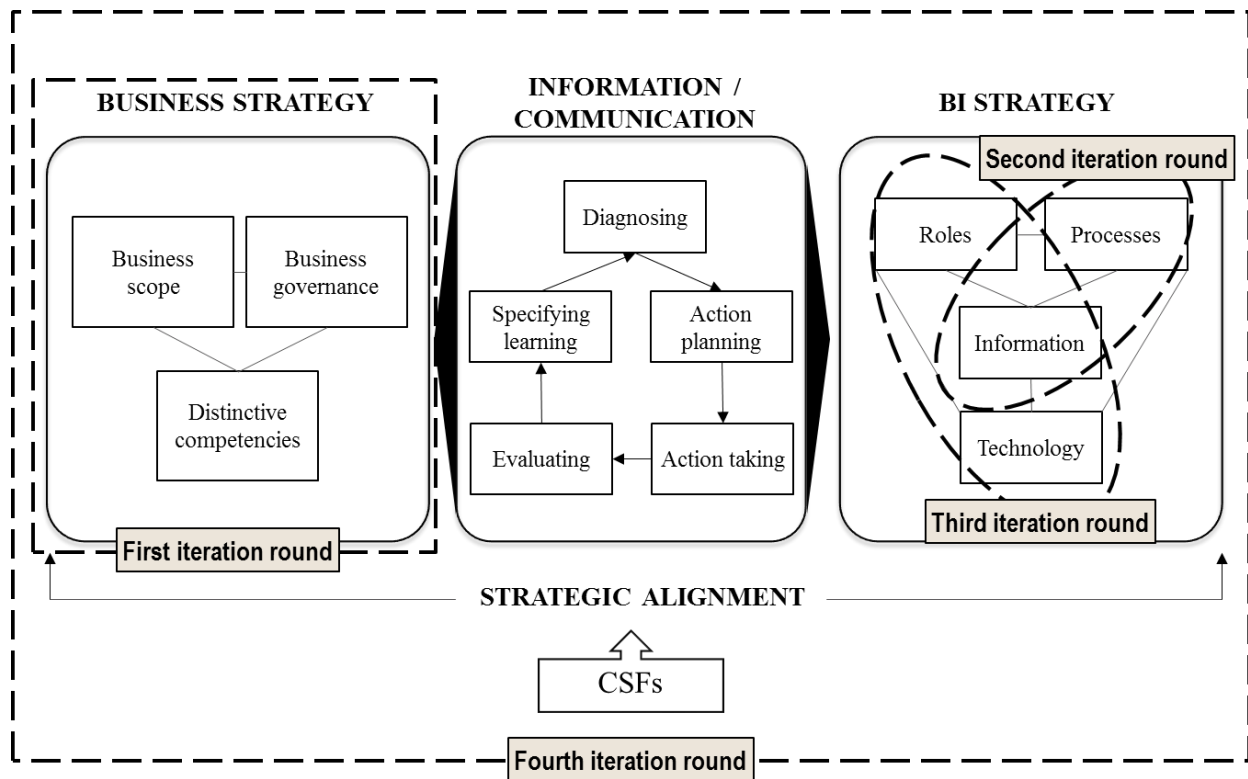 BUSINESS STRATEGY
INFORMATION /
COMMUNICATION
BI STRATEGY
Second iteration round
Business
scope
Business
governance
Distinctive
competencies
First iteration round
Diagnosing
Specifying
learning
Action
planning
Evaluating
Action taking
Roles
Processes
Information
Technology
Third iteration round
STRATEGIC ALIGNMENT
CSFs
Fourth iteration round